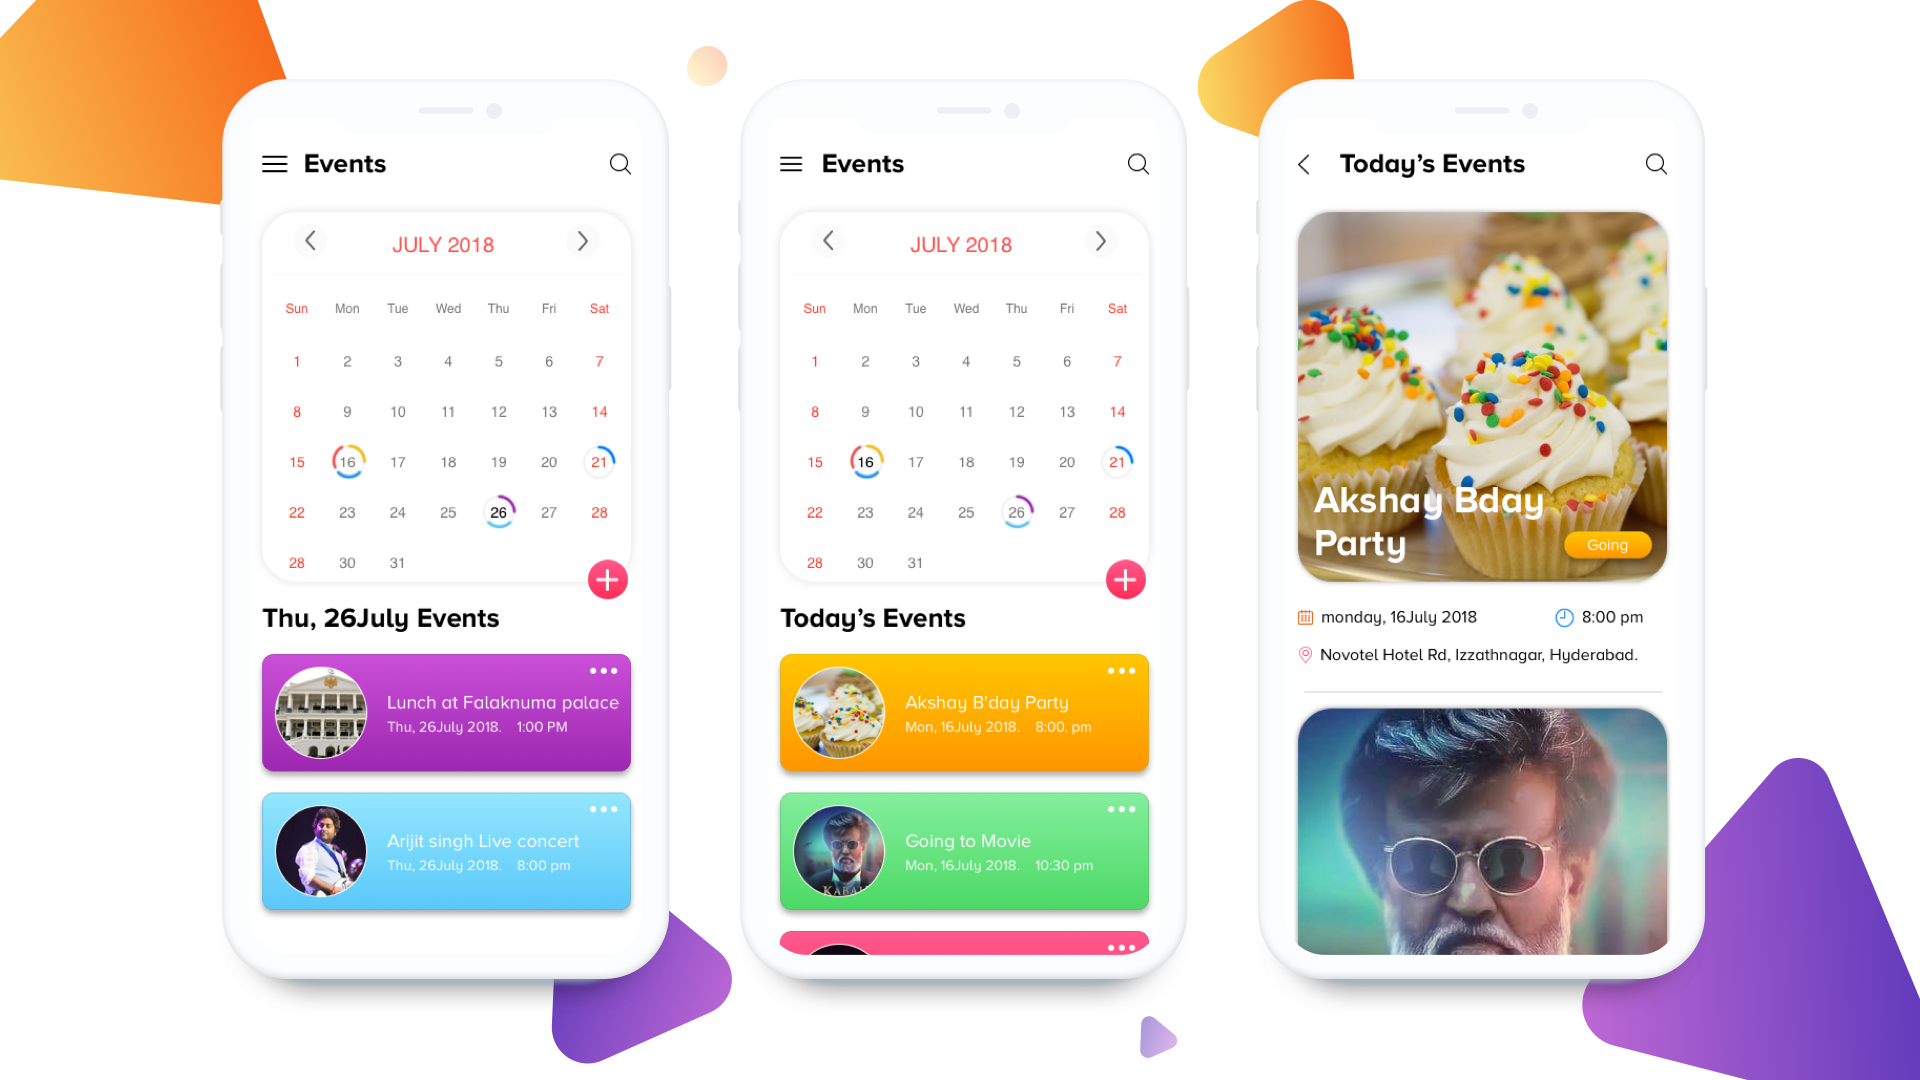 Events
JULY 2018
Sun Mon Tue Wed Thu Fri Sat
1 2 3 4 5 6 7
8 9 10 11 12 13 14
15 16 17 18 19 20 21
22 23 24 25 26 27 28
28 30 31
Thu, 26July Events
Lunch at Falaknuma palace
Thu, 26July 2018. 1:00 PM
Arijit singh Live concert
Thu, 26July 2018. 8:00 pm
Events
JULY 2018
Sun Mon Tue Wed Thu Fri Sat
1 2 3 4 5 6 7
8 9 10 11 12 13 14
15 16 17 18 19 20 21
22 23 24 25 26 27 28
28 30 31
Today's Events
Akshay B'day Party
Mon, 16July 2018. 8:00. pm
Going to Movie
Mon, 16July 2018. 10:30 pm
KABALI
Today's Events
Akshay Bday
Party
Going
monday, 16July 2018 8:00 pm
Novotel Hotel Rd, Izzathnagar, Hyderabad.